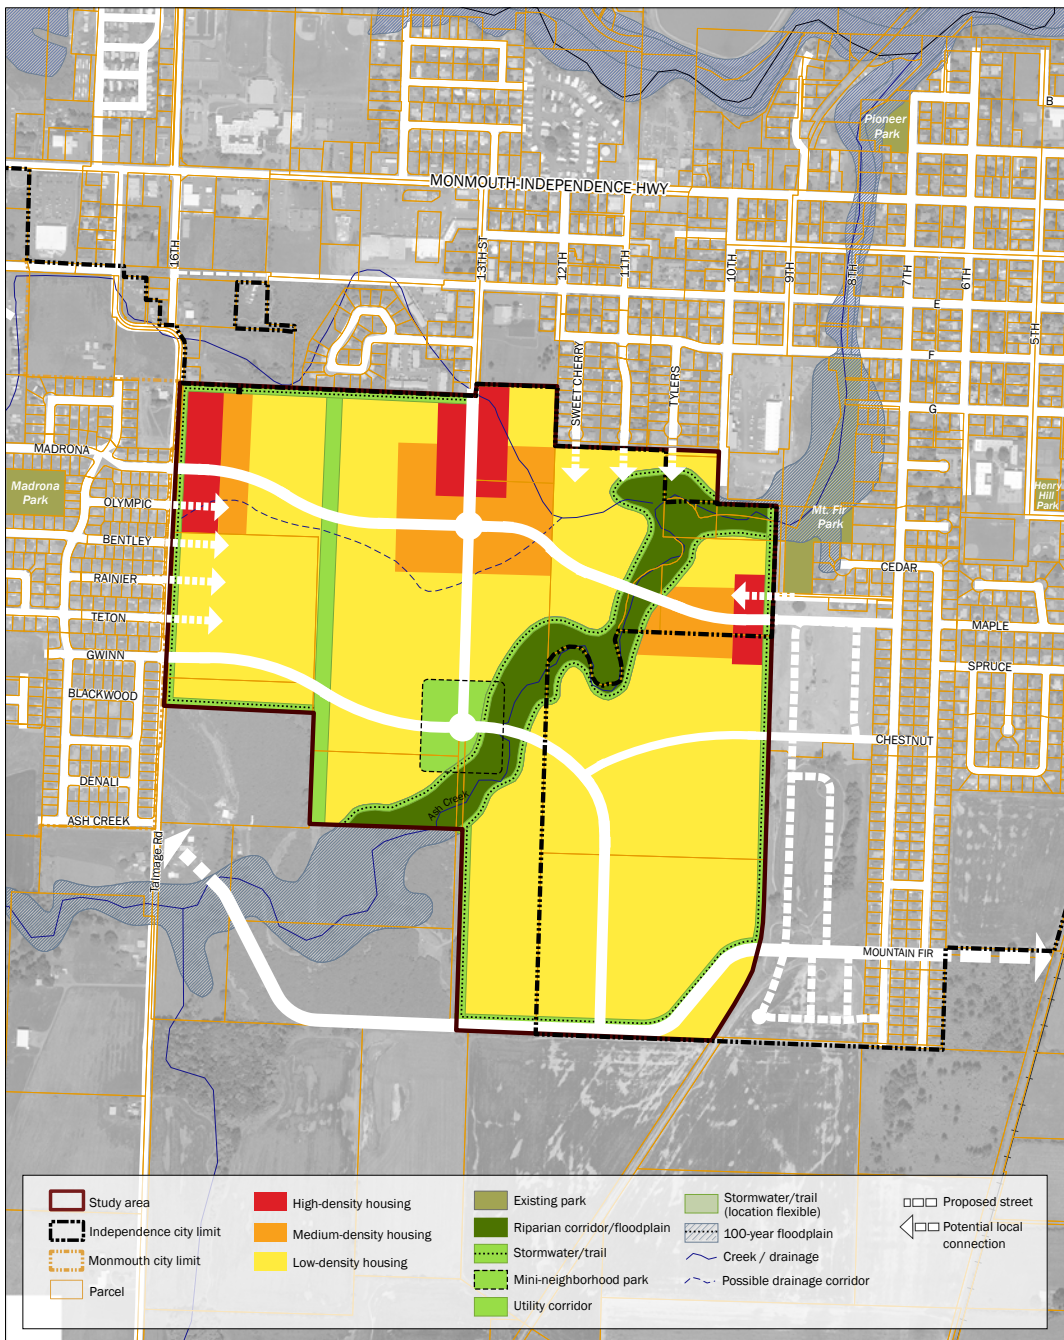 B
Pioneer
Park
MONMOUTH-INDEPENDENCE HWY
16TH
13TH ST
12TH
11TH
10TH
9TH
8TH
7TH
6TH
5TH
E
F
G
SWEET CHERRY
TYLERS
MADRONA
Madrona
Park
OLYMPIC
BENTLEY
RAINIER
TETON
GWINN
BLACKWOOD
DENALI
ASH CREEK
Talmage Rd
Henry
Hill
Park
Mt. Fir
Park
CEDAR
MAPLE
SPRUCE
CHESTNUT
Ash Creek
MOUNTAIN FIR
Study area
Independence city limit
Monmouth city limit
Parcel
High-density housing
Medium-density housing
Low-density housing
Existing park
Riparian corridor/floodplain
Stormwater/trail
Mini-neighborhood park
Utility corridor
Stormwater/trail
(location flexible)
100-year floodplain
Creek / drainage
Possible drainage corridor
Proposed street
Potential local
connection